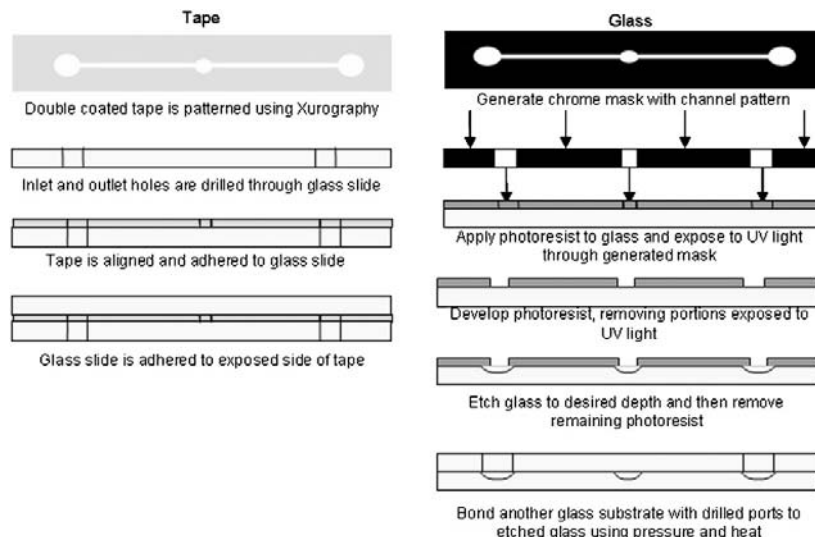 Tape
Double coated tape is patterned using Xurography
Inlet and outlet holes are drilled through glass slide
Tape is aligned and adhered to glass slide
Glass slide is adhered to exposed side of tape
Glass
Generate chrome mask with channel pattern
Apply photoresist to glass and expose to UV light
through generated mask
Develop photoresist, removing portions exposed to
UV light
Etch glass to desired depth and then remove
remaining photoresist
Bond another glass substrate with drilled ports to
etched glass using pressure and heat